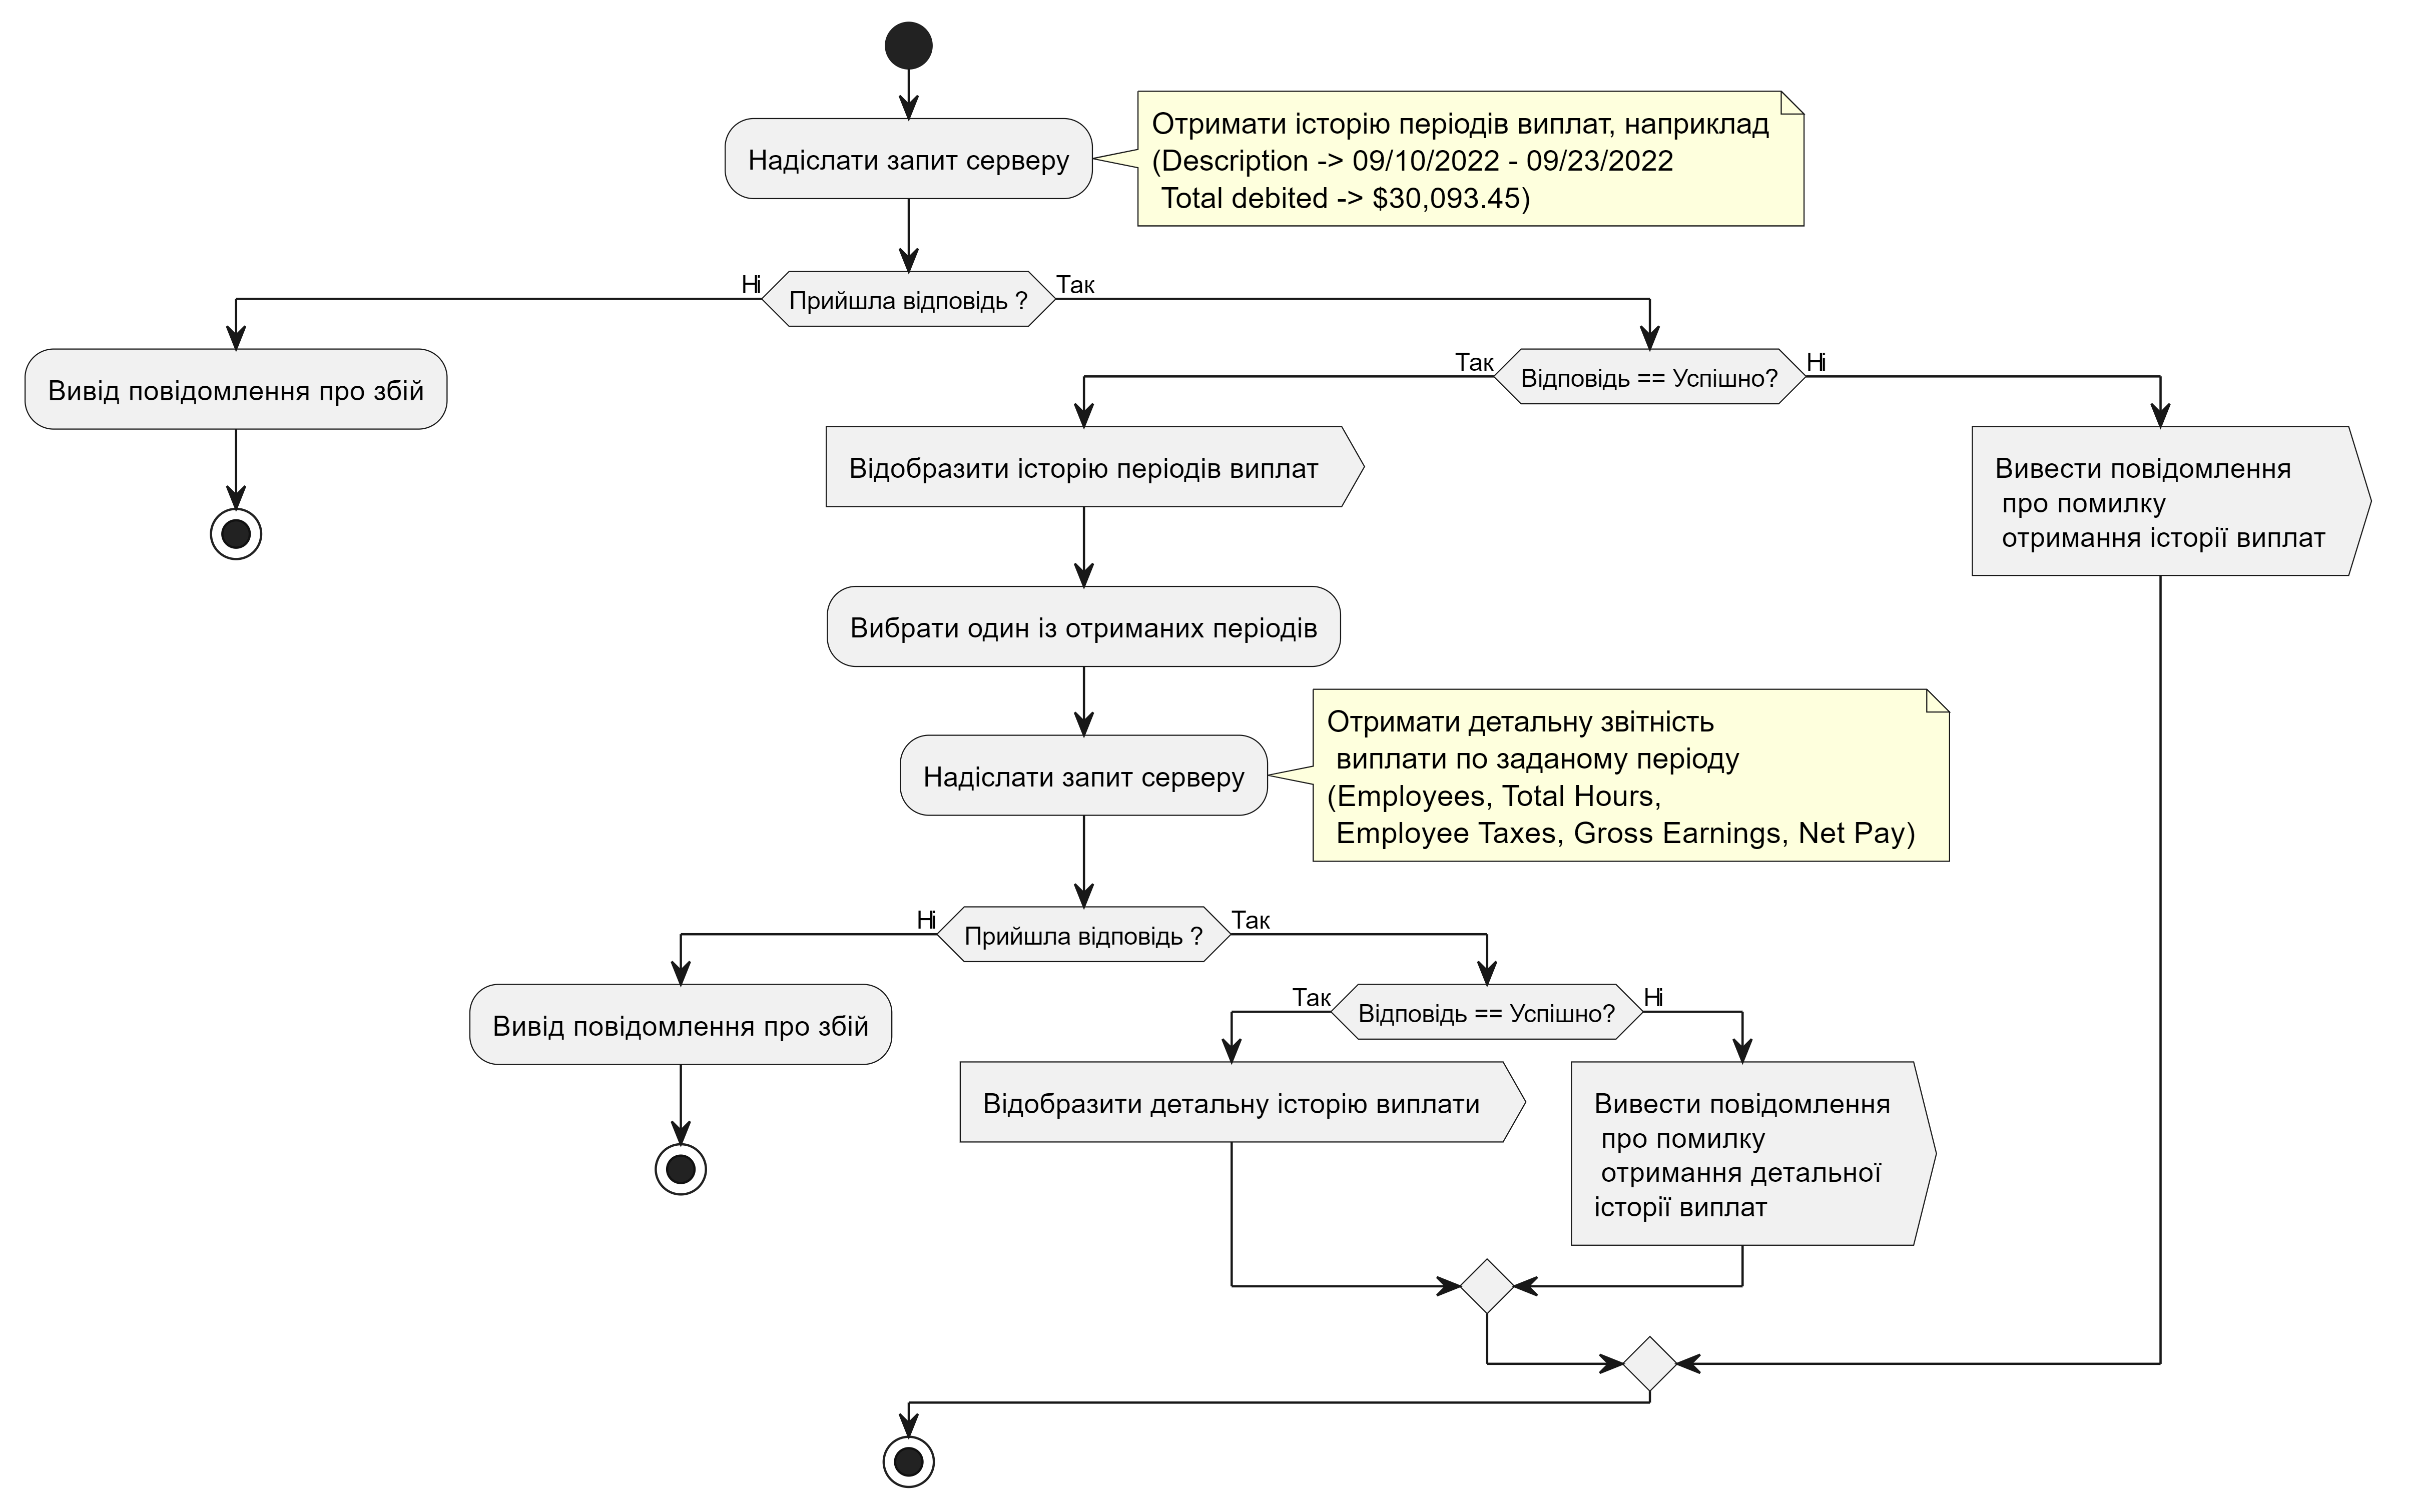 Надіслати запит серверу
Отримати історію періодів виплат, наприклад
(Description -> 09/10/2022 - 09/23/2022
Total debited -> $30,093.45)
Ні
Прийшла відповідь ?
Так
Вивід повідомлення про збій
Так
Відповідь == Успішно?
Ні
Відобразити історію періодів виплат
Вивести повідомлення
про помилку
отримання історії виплат
Вибрати один із отриманих періодів
Надіслати запит серверу
Отримати детальну звітність
виплати по заданому періоду
(Employees, Total Hours,
Employee Taxes, Gross Earnings, Net Pay)
Ні
Прийшла відповідь ?
Так
Вивід повідомлення про збій
Так
Відповідь == Успішно?
Ні
Відобразити детальну історію виплати
Вивести повідомлення
про помилку
отримання детальної
історії виплат